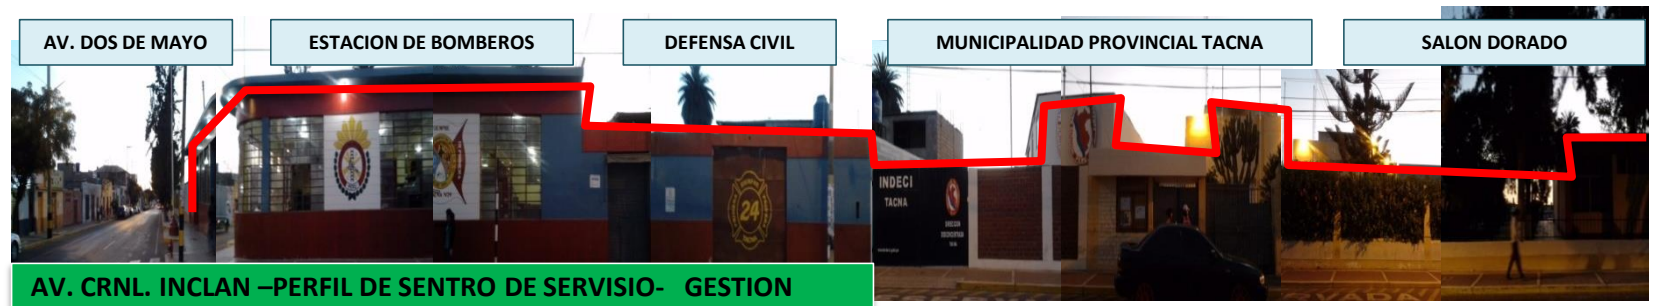 AV. DOS DE MAYO
ESTACION DE BOMBEROS
DEFENSA CIVIL
MUNICIPALIDAD PROVINCIAL TACNA
SALON DORADO
24
INDECI
TACNA
AV. CRNL. INCLAN –PERFIL DE SENTRO DE SERVISIO- GESTION